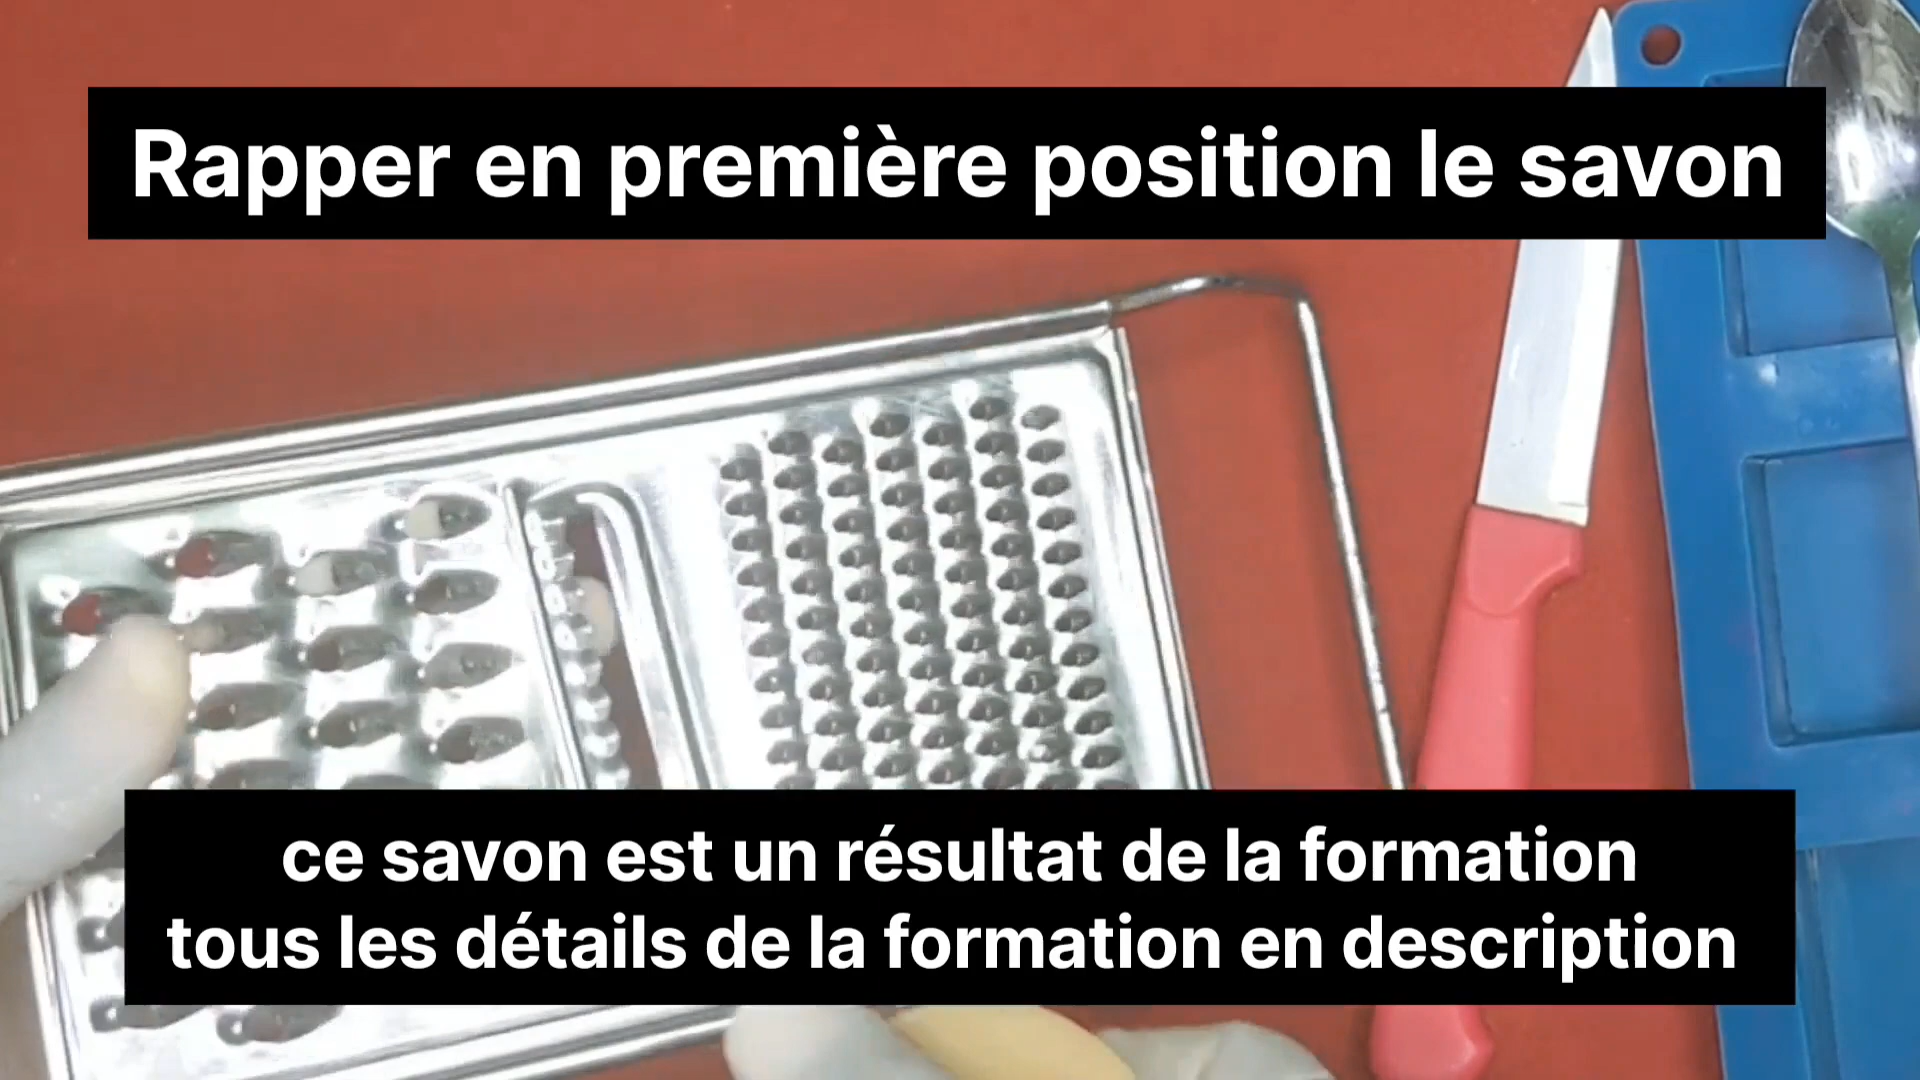 Rapper en première position le savon
ce savon est un résultat de la formation
tous les détails de la formation en description